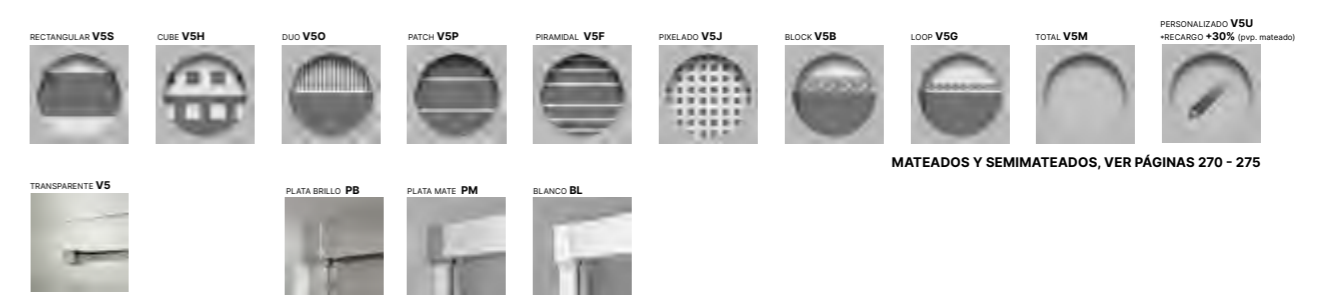 RECTANGULAR V5S
CUBE V5H
DUO V5O
PATCH V5P
PIRAMIDAL V5F
PIXELADO V5J
BLOCK V5B
LOOP V5G
TOTAL V5M
PERSONALIZADO V5U
+RECARGO +30% (pvp. mateado)
MATEADOS Y SEMIMATEADOS, VER PÁGINAS 270 - 275
TRANSPARENTE V5
PLATA BRILLO PB
PLATA MATE PM
BLANCO BL